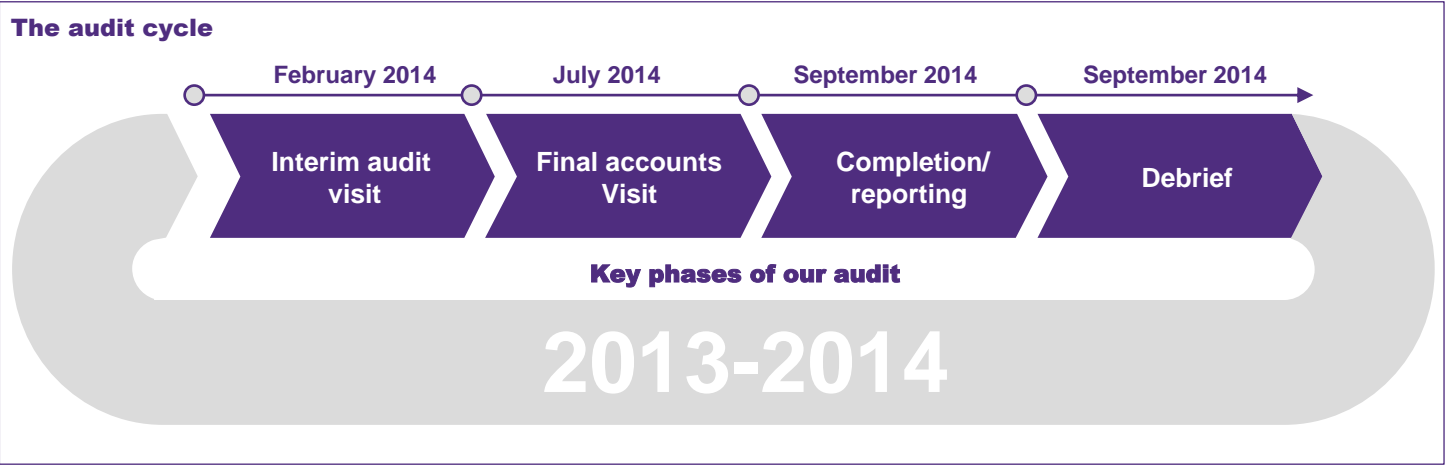 The audit cycle
February 2014
July 2014
September 2014
September 2014
Interim audit
visit
Final accounts
Visit
Completion/
reporting
Debrief
Key phases of our audit
2013-2014